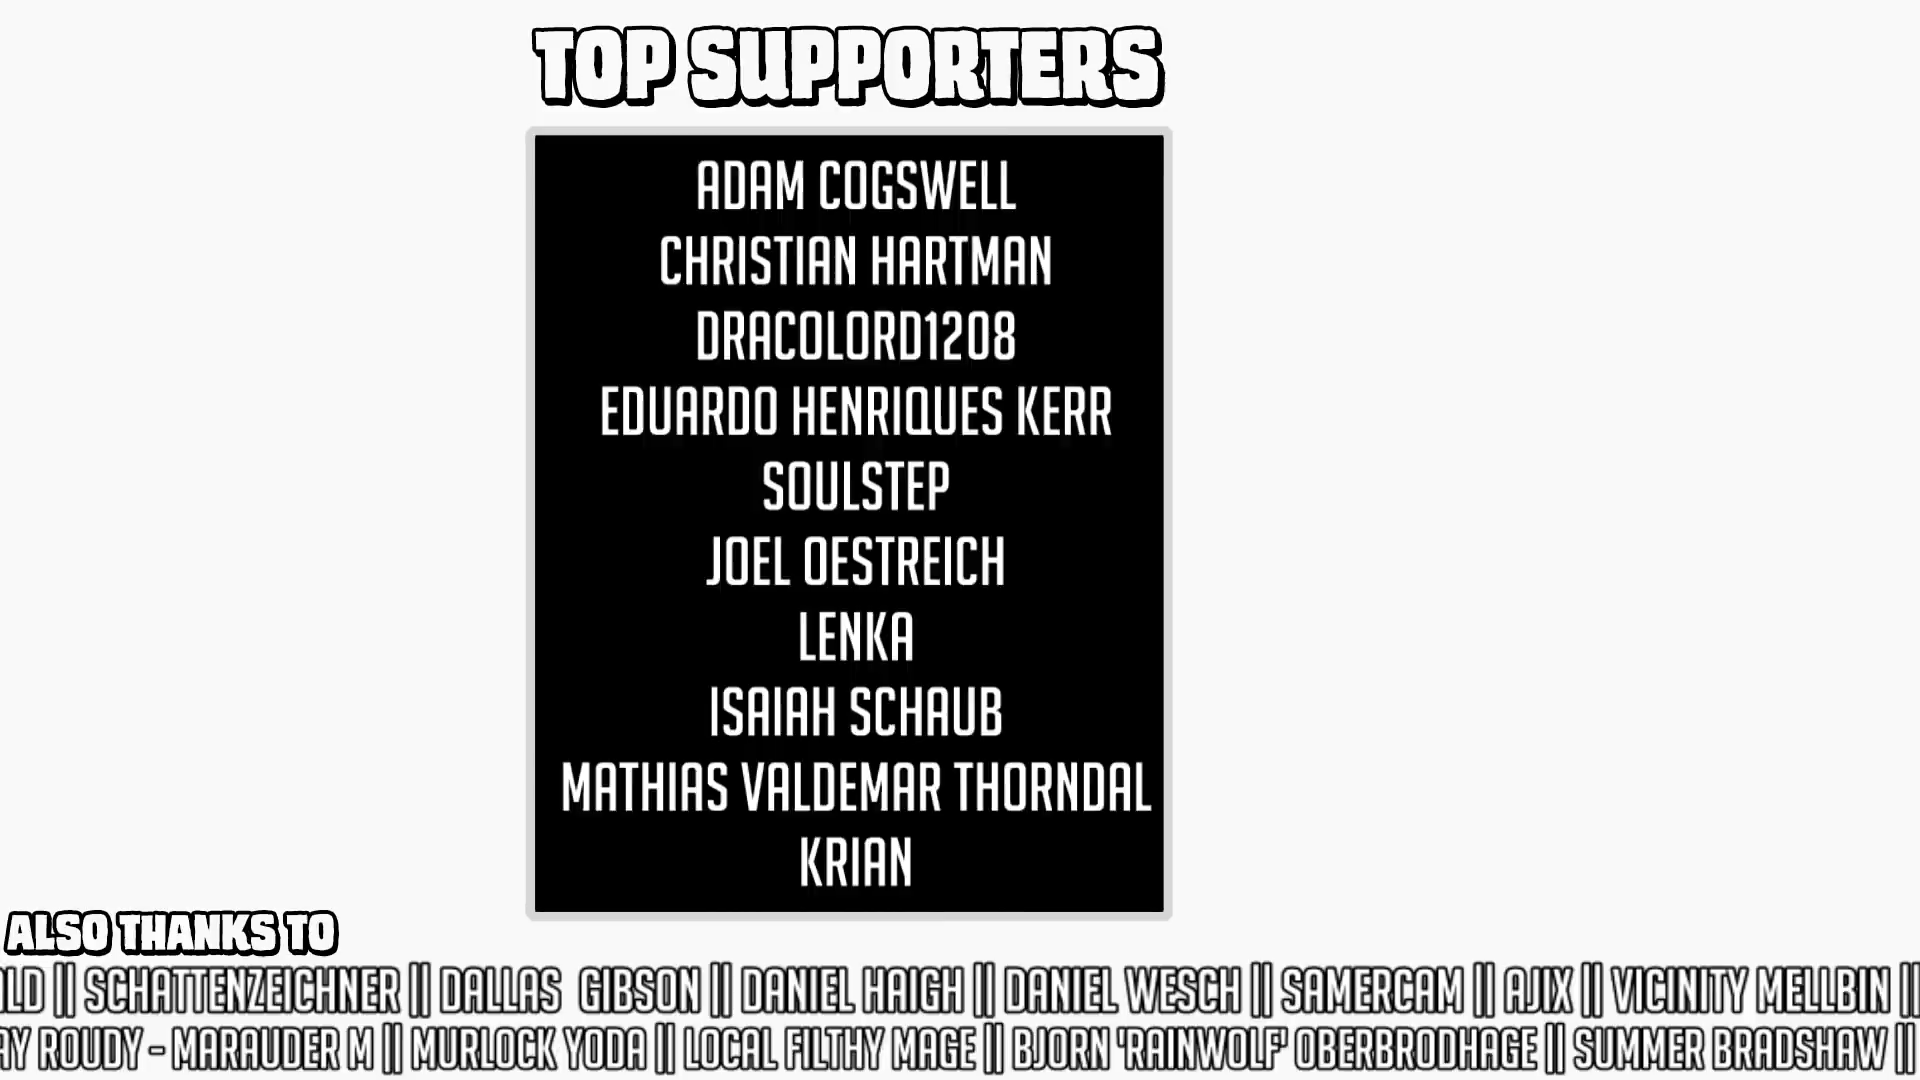 TOP SUPPORTERS
ADAM COGSWELL
CHRISTIAN HARTMAN
DRACOLORD1208
EDUARDO HENRIQUES KERR
SOULSTEP
JOEL OESTREICH
LENKA
ISAIAH SCHAUB
MATHIAS VALDEMAR THORNDAL
KRIAN
ALSO THANKS TO
LD || SCHATTENZEICHNER || DALLAS GIBSON || DANIEL HAIGH || DANIEL WESCH || SAMERCAM || AJIX || VICINITY MELLBIN ||
AY ROUDY - MARAUDER M || MURLOCK YODA || LOCAL FILTHY MAGE || BJORN 'RAINWOLF' OBERBRODHAGE || SUMMER BRADSHAW ||